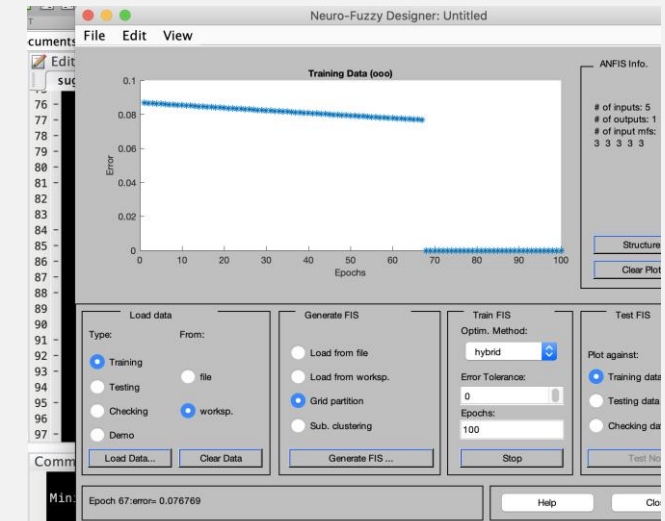 Neuro-Fuzzy Designer: Untitled
File Edit View
cuments
Edit
sug
76 -
77 -
78 -
79 -
80 -
81 -
82
83
84 -
85 -
86 -
87 -
88 -
89
90
91 -
92 -
93 -
94
95 -
96
97 -
Training Data (ooo)
0.1
0.08
0.06
0.04
0.02
0
Error
0 10 20 30 40 50 60 70 80 90 100
Epochs
ANFIS Info.
# of inputs: 5
# of outputs: 1
# of input mfs:
3 3 3 3 3
Structure
Clear Plot
Load data
Type: From:
Training
Testing
Checking
Demo
file
worksp.
Load Data... Clear Data
Generate FIS
Load from file
Load from worksp.
Grid partition
Sub. clustering
Generate FIS ...
Train FIS
Optim. Method:
hybrid
Error Tolerance:
0
Epochs:
100
Stop
Test FIS
Plot against:
Training data
Testing data
Checking da
Test No
Comm
Min
Epoch 67:error= 0.076769
Help Clo